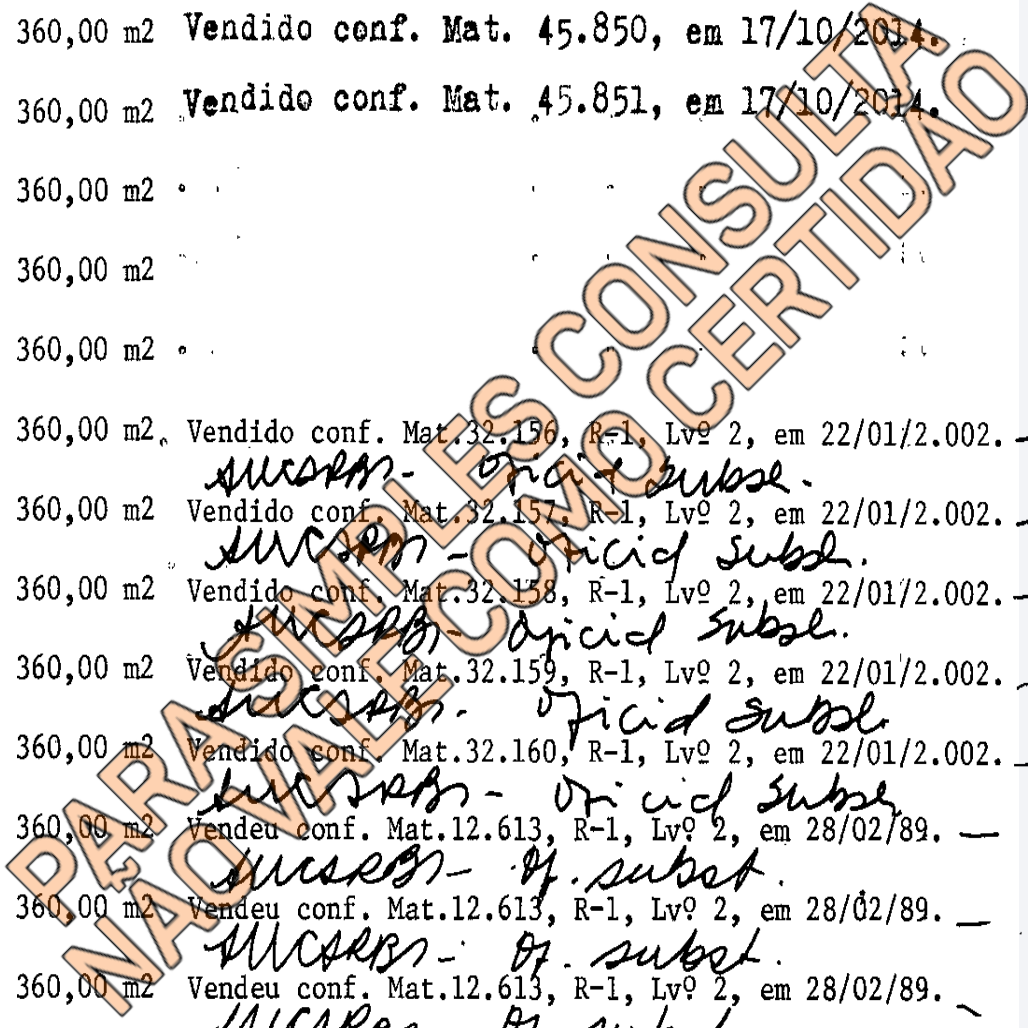 360,00 m2 Vendido conf. Mat. 45.850, em 17/10/2014.
360,00 m2 Vendido conf. Mat. 45.851, em 17/10/2014.
360,00 m2
360,00 m2
360,00 m2
360,00 m2 Vendido conf. Mat.32.156, R-1, Lvº 2, em 22/01/2.002.
- Oficial Subst.
360,00 m2 Vendido conf. Mat.32.157, R-1, Lvº 2, em 22/01/2.002.
- Oficial Subst.
360,00 m2 Vendido conf. Mat.32.158, R-1, Lvº 2, em 22/01/2.002.
- Oficial Subst.
360,00 m2 Vendido conf. Mat.32.159, R-1, Lvº 2, em 22/01/2.002.
- Oficial Subst.
360,00 m2 Vendido conf. Mat.32.160, R-1, Lvº 2, em 22/01/2.002.
- Oficial Subst.
360,00 m2 Vendeu conf. Mat.12.613, R-1, Lvº 2, em 28/02/89.
- Of. subst.
360,00 m2 Vendeu conf. Mat.12.613, R-1, Lvº 2, em 28/02/89.
- Of. subst.
360,00 m2 Vendeu conf. Mat.12.613, R-1, Lvº 2, em 28/02/89.
PARA SIMPLES CONSULTA
NÃO VALE COMO CERTIDAO